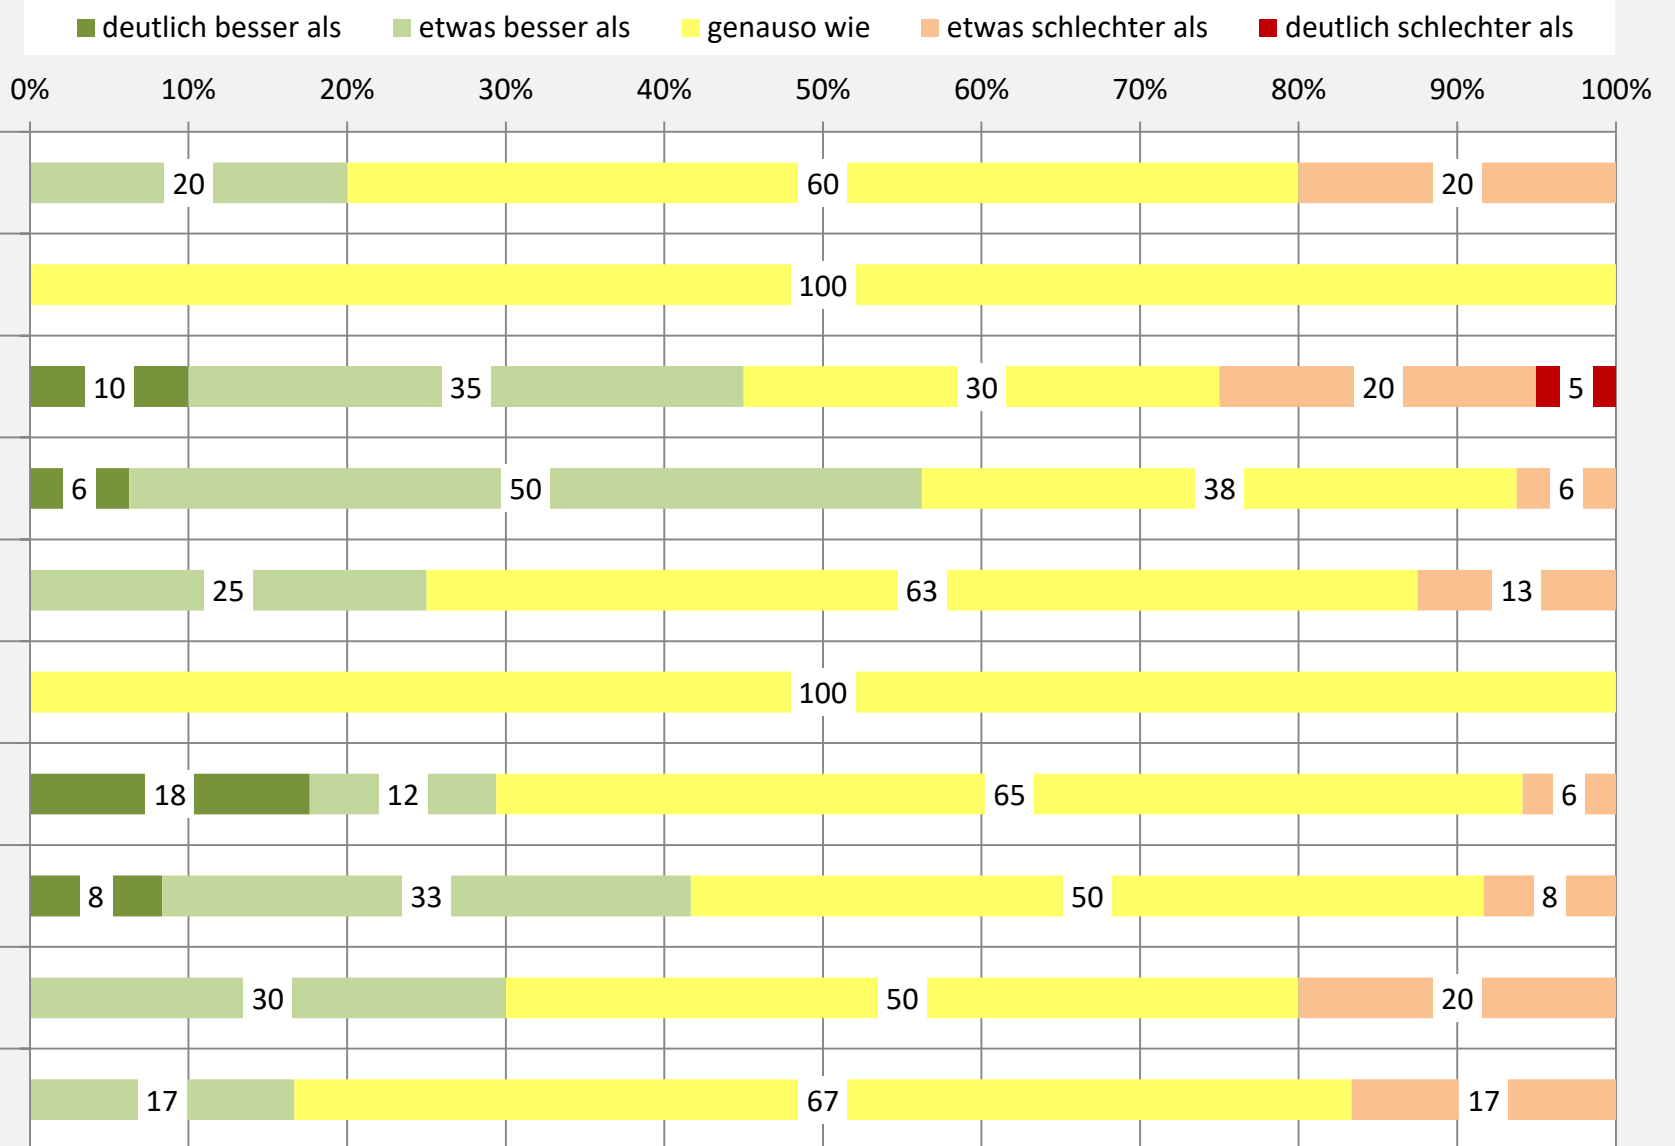 deutlich besser als etwas besser als genauso wie etwas schlechter als deutlich schlechter als
0% 10% 20% 30% 40% 50% 60% 70% 80% 90% 100%
20 60 20
100
10 35 30 20 5
6 50 38 6
25 63 13
100
18 12 65 6
8 33 50 8
30 50 20
17 67 17